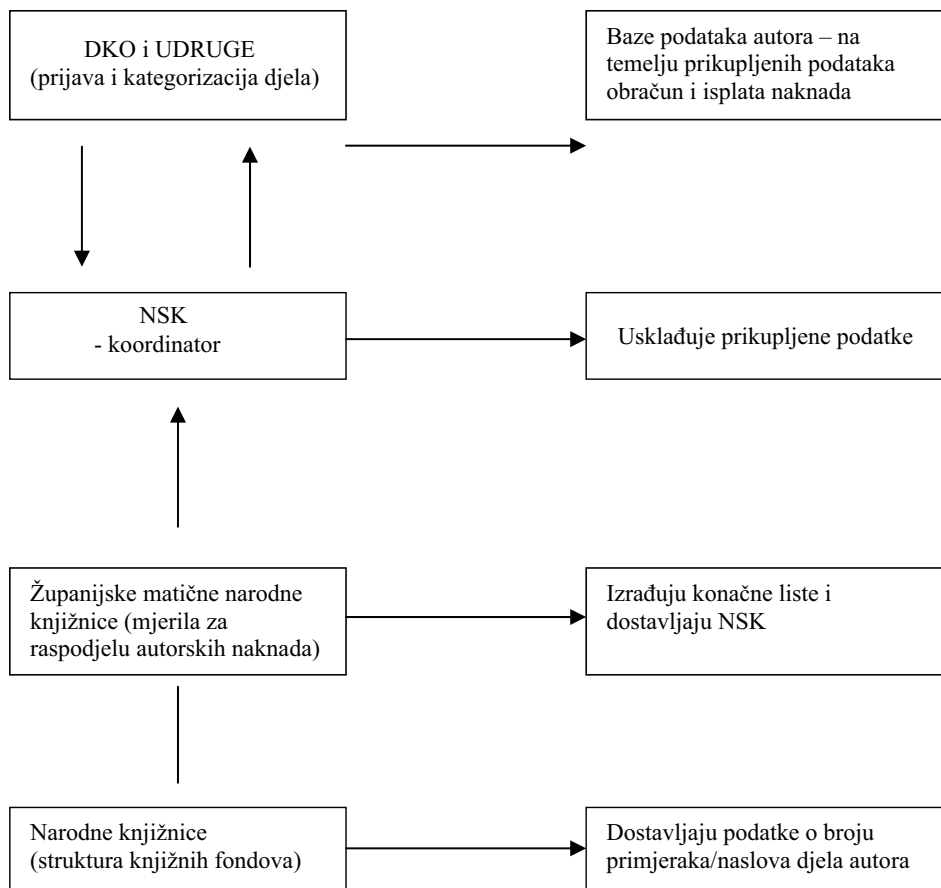 DKO i UDRUGE
(prijava i kategorizacija djela)
Baze podataka autora – na
temelju prikupljenih podataka
obračun i isplata naknada
NSK
- koordinator
Usklađuje prikupljene podatke
Županijske matične narodne
knjižnice (mjerila za
raspodjelu autorskih naknada)
Izrađuju konačne liste i
dostavljaju NSK
Narodne knjižnice
(struktura knjižnih fondova)
Dostavljaju podatke o broju
primjeraka/naslova djela autora